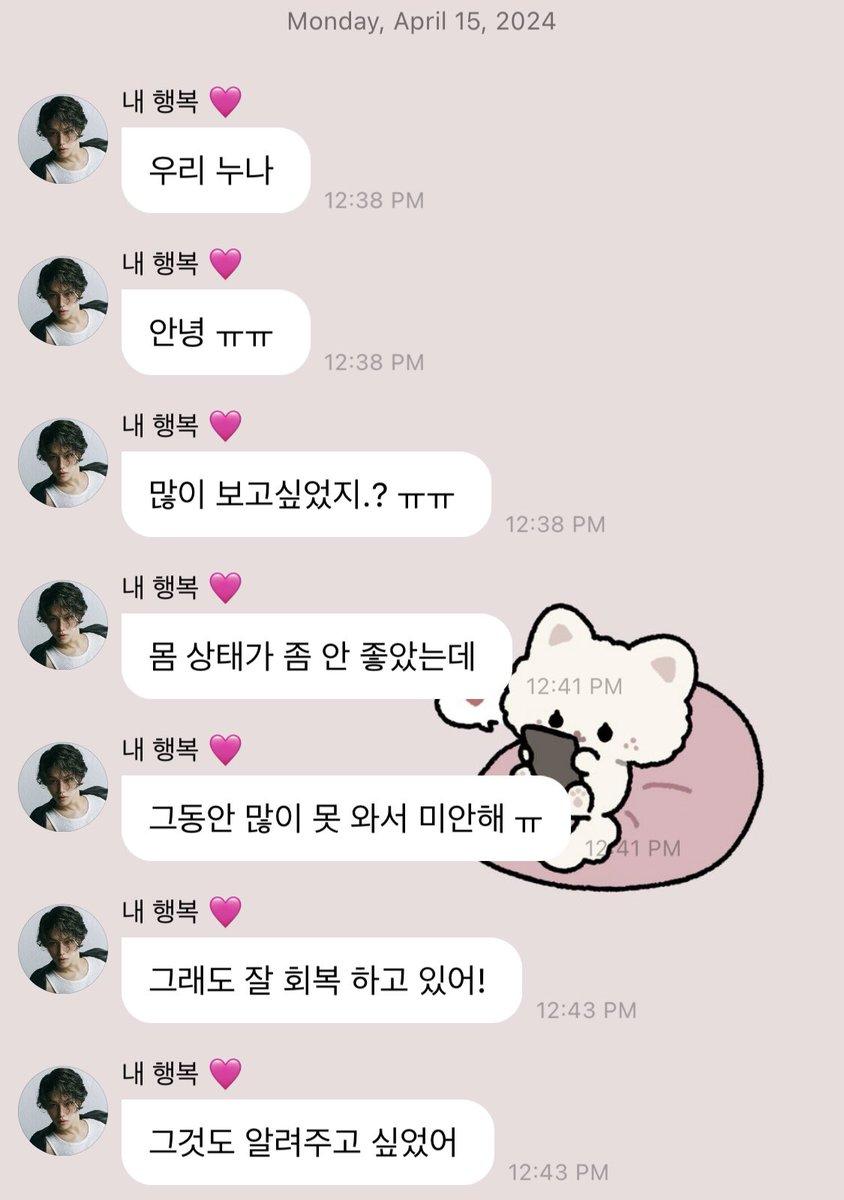 Monday, April 15, 2024
내 행복 🩷
우리 누나
12:38 PM
내 행복 🩷
안녕 ㅠㅠ
12:38 PM
내 행복 🩷
많이 보고싶었지.? ㅠㅠ
12:38 PM
내 행복 🩷
몸 상태가 좀 안 좋았는데
12:41 PM
내 행복 🩷
그동안 많이 못 와서 미안해 ㅠ
12:41 PM
내 행복 🩷
그래도 잘 회복 하고 있어!
12:43 PM
내 행복 🩷
그것도 알려주고 싶었어
12:43 PM